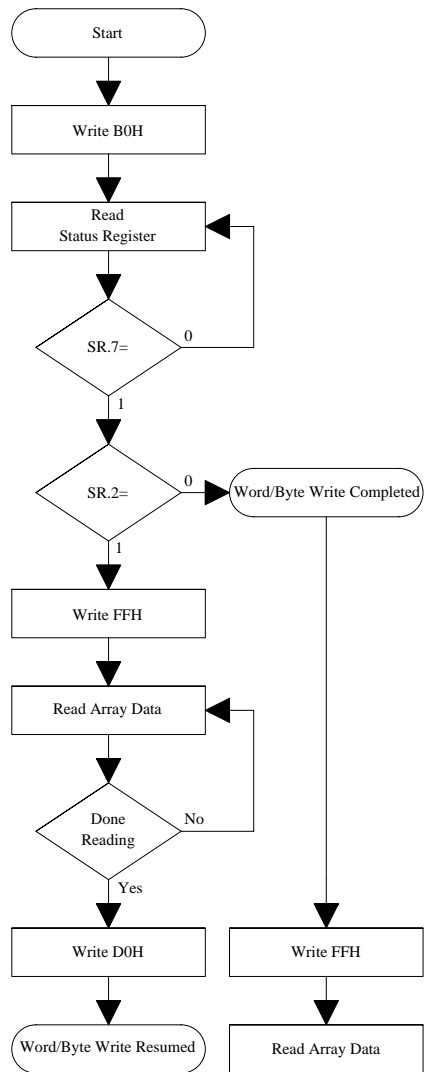 Start
Write B0H
Read
Status Register
SR.7=
0
1
SR.2=
0
Word/Byte Write Completed
1
Write FFH
Read Array Data
Done
Reading
No
Yes
Write D0H
Write FFH
Word/Byte Write Resumed
Read Array Data